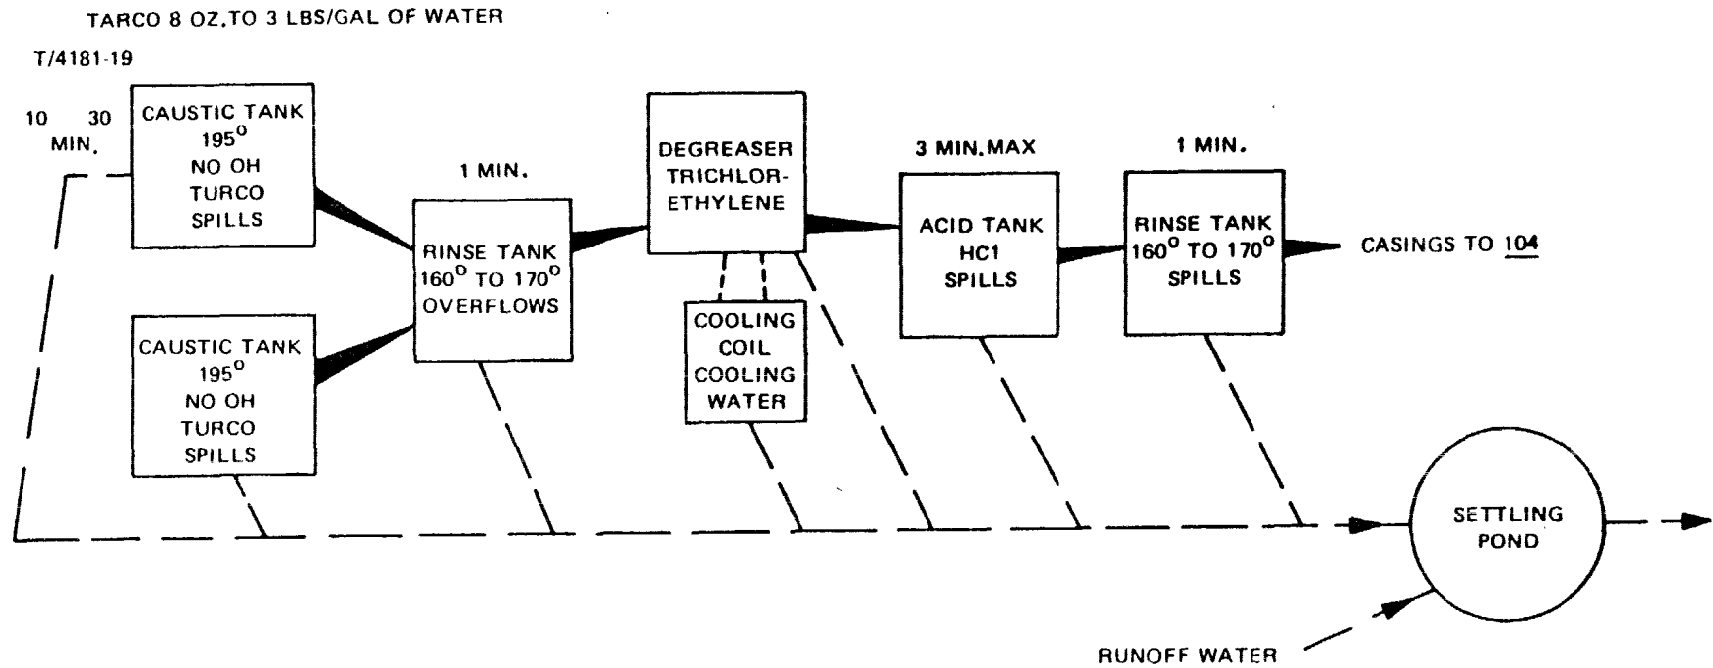 TARCO 8 OZ. TO 3 LBS/GAL OF WATER
T/4181-19
10 30
MIN.
CAUSTIC TANK
195°
NO OH
TURCO
SPILLS
1 MIN.
RINSE TANK
160° TO 170°
OVERFLOWS
CAUSTIC TANK
195°
NO OH
TURCO
SPILLS
DEGREASER
TRICHLOR-
ETHYLENE
COOLING
COIL
COOLING
WATER
3 MIN. MAX
ACID TANK
HC1
SPILLS
1 MIN.
RINSE TANK
160° TO 170°
SPILLS
CASINGS TO 104
SETTLING
POND
RUNOFF WATER